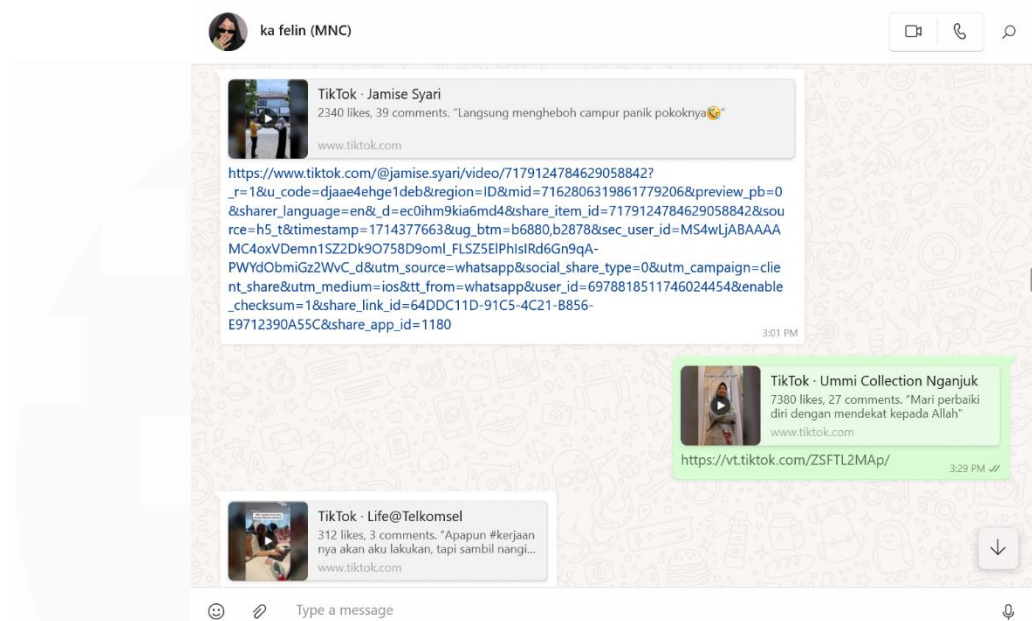 ka felin (MNC)
TikTok · Jamise Syari
2340 likes, 39 comments. "Langsung mengheboh campur panik pokoknya🤣"
www.tiktok.com
https://www.tiktok.com/@jamise.syari/video/7179124784629058842?
_r=1&u_code=djaae4ehge1deb&region=ID&mid=7162806319861779206&preview_pb=0
&sharer_language=en&_d=ec0ihm9kia6md4&share_item_id=7179124784629058842&sou
rce=h5_t&timestamp=1714377663&ug_btm=b6880,b2878&sec_user_id=MS4wLjABAAAA
MC4oxVDemn1SZ2Dk9O758D9oml_FLSZ5ElPhIsIRd6Gn9qA-
PWYdObmiGz2WvC_d&utm_source=whatsapp&social_share_type=0&utm_campaign=clie
nt_share&utm_medium=ios&tt_from=whatsapp&user_id=6978818511746024454&enable
_checksum=1&share_link_id=64DDC11D-91C5-4C21-B856-
E9712390A55C&share_app_id=1180
3:01 PM
TikTok · Ummi Collection Nganjuk
7380 likes, 27 comments. "Mari perbaiki
diri dengan mendekat kepada Allah"
www.tiktok.com
https://vt.tiktok.com/ZSFTL2MAp/
3:29 PM
TikTok · Life@Telkomsel
312 likes, 3 comments. "Apapun #kerjaan
nya akan aku lakukan, tapi sambil nangi...
www.tiktok.com
Type a message